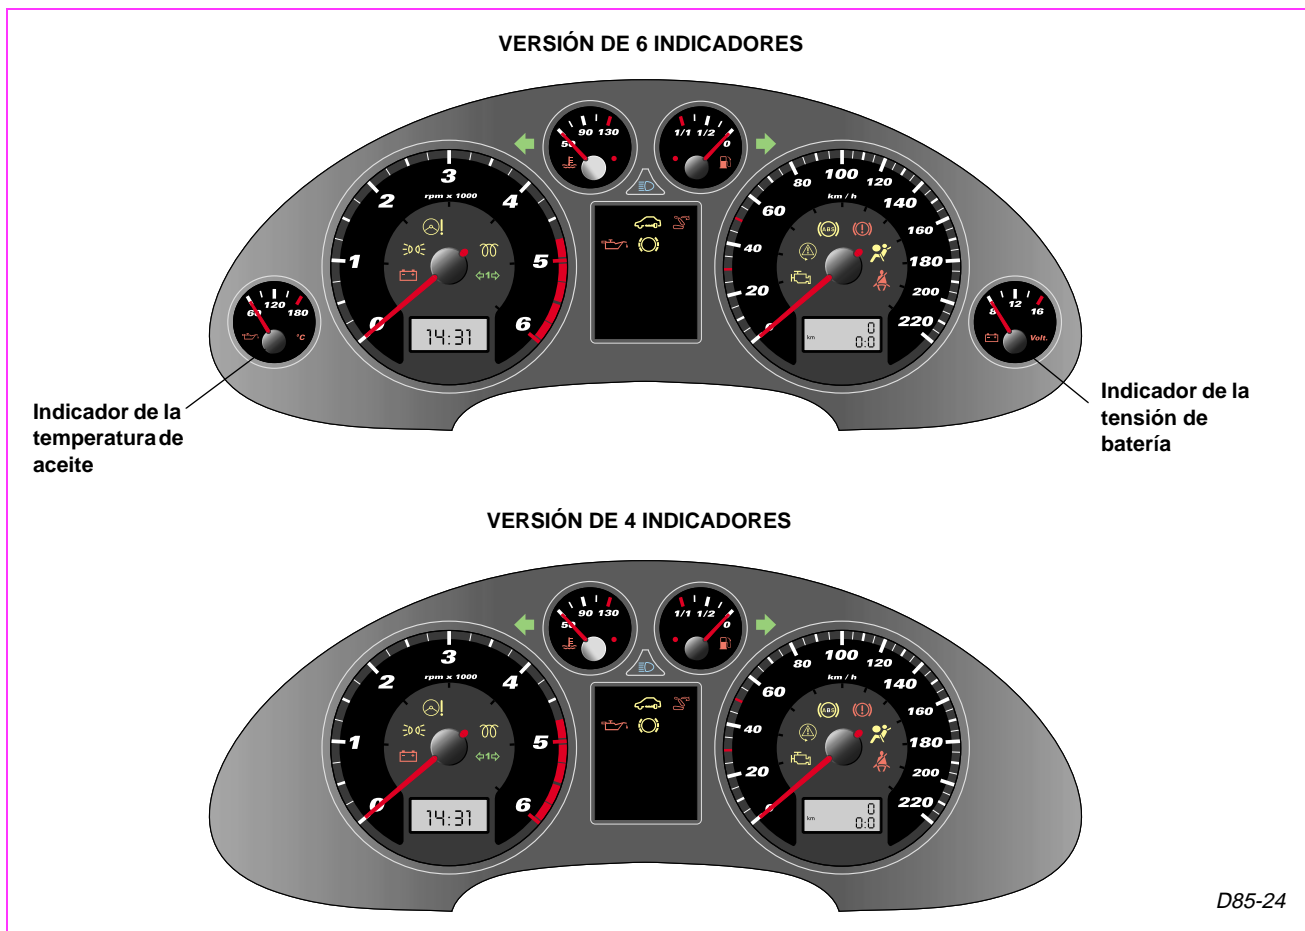 VERSIÓN DE 6 INDICADORES
50 90 130
1/1 1/2 0
0 1 2 3 4 5 6
rpm x 1000
14:31
0 20 40 60 80 100 120 140 160 180 200 220
km / h
ABS
km 0
0:0
60 120 180
°C
8 12 16
Volt.
Indicador de la
temperatura de
aceite
Indicador de la
tensión de
batería
VERSIÓN DE 4 INDICADORES
50 90 130
1/1 1/2 0
0 1 2 3 4 5 6
rpm x 1000
1
14:31
20 40 60 80 100 120 140 160 180 200 220
km / h
ABS
km 0
0:0
D85-24